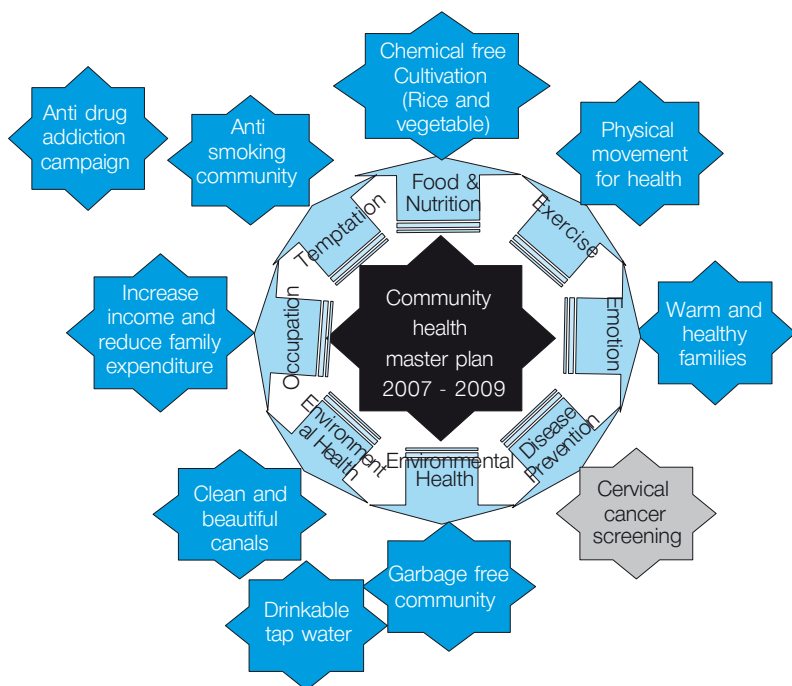 Chemical free
Cultivation
(Rice and
vegetable)
Anti drug
addiction
campaign
Anti
smoking
community
Physical
movement
for health
Food &
Nutrition
Temptation
Exercise
Increase
income and
reduce family
expenditure
Occupation
Community
health
master plan
2007 - 2009
Emotion
Warm and
healthy
families
Environment
al Health
Environmental
Health
Disease
Prevention
Clean and
beautiful
canals
Cervical
cancer
screening
Garbage free
community
Drinkable
tap water